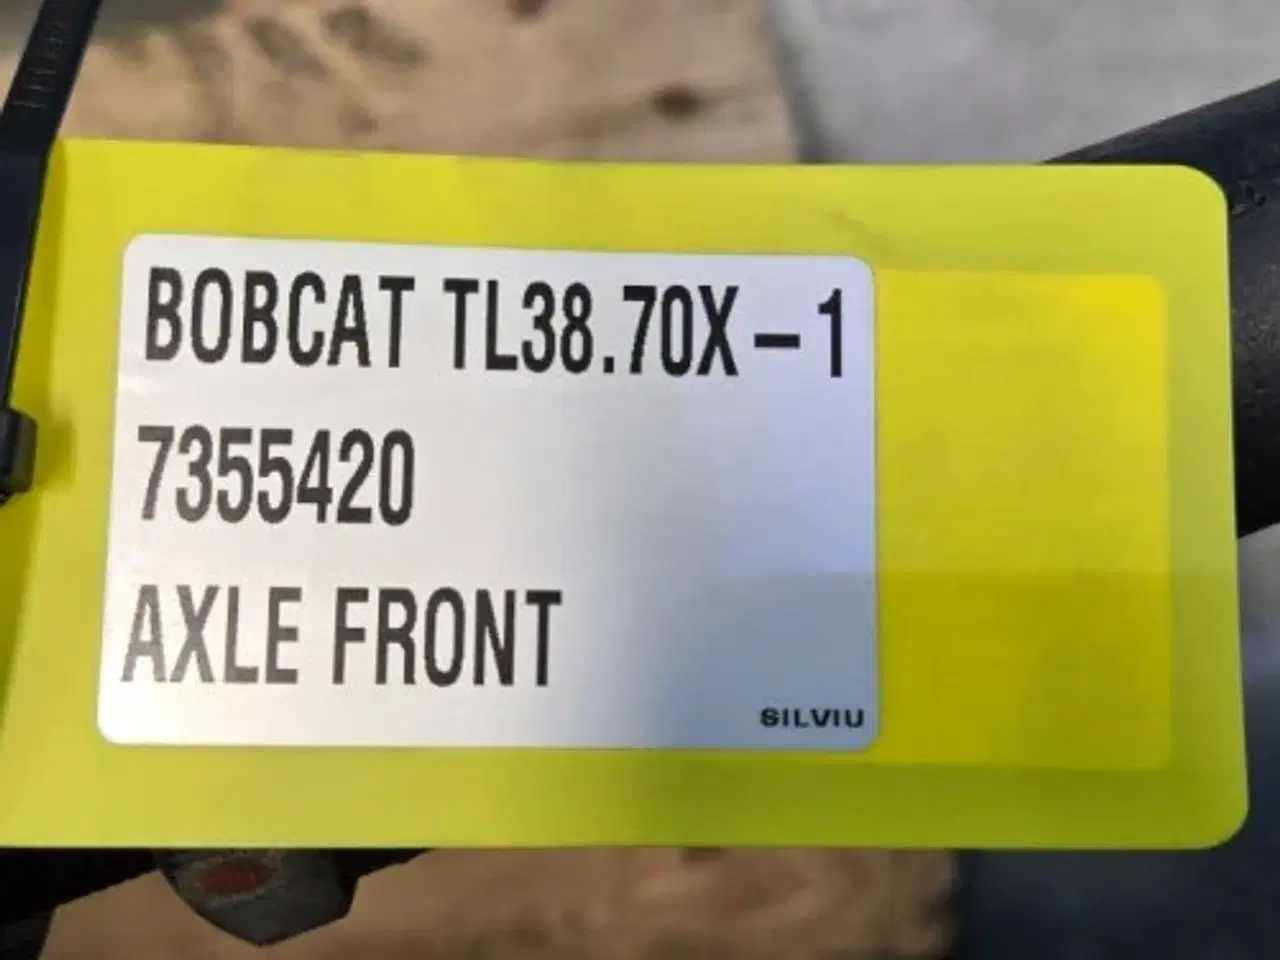 BOBCAT TL38.70X-1
7355420
AXLE FRONT
SILVIU